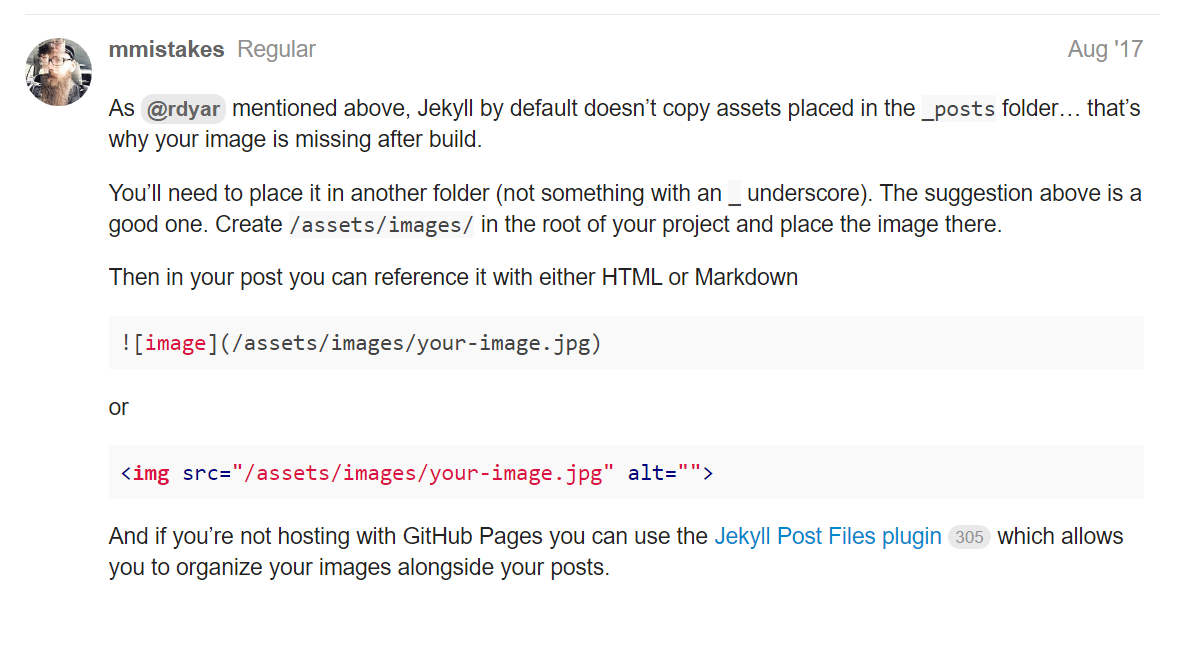 mmistakes Regular Aug '17
As @rdyar mentioned above, Jekyll by default doesn’t copy assets placed in the _posts folder… that’s
why your image is missing after build.
You’ll need to place it in another folder (not something with an _ underscore). The suggestion above is a
good one. Create /assets/images/ in the root of your project and place the image there.
Then in your post you can reference it with either HTML or Markdown
![image](/assets/images/your-image.jpg)
or
<img src="/assets/images/your-image.jpg" alt="">
And if you’re not hosting with GitHub Pages you can use the Jekyll Post Files plugin 305 which allows
you to organize your images alongside your posts.